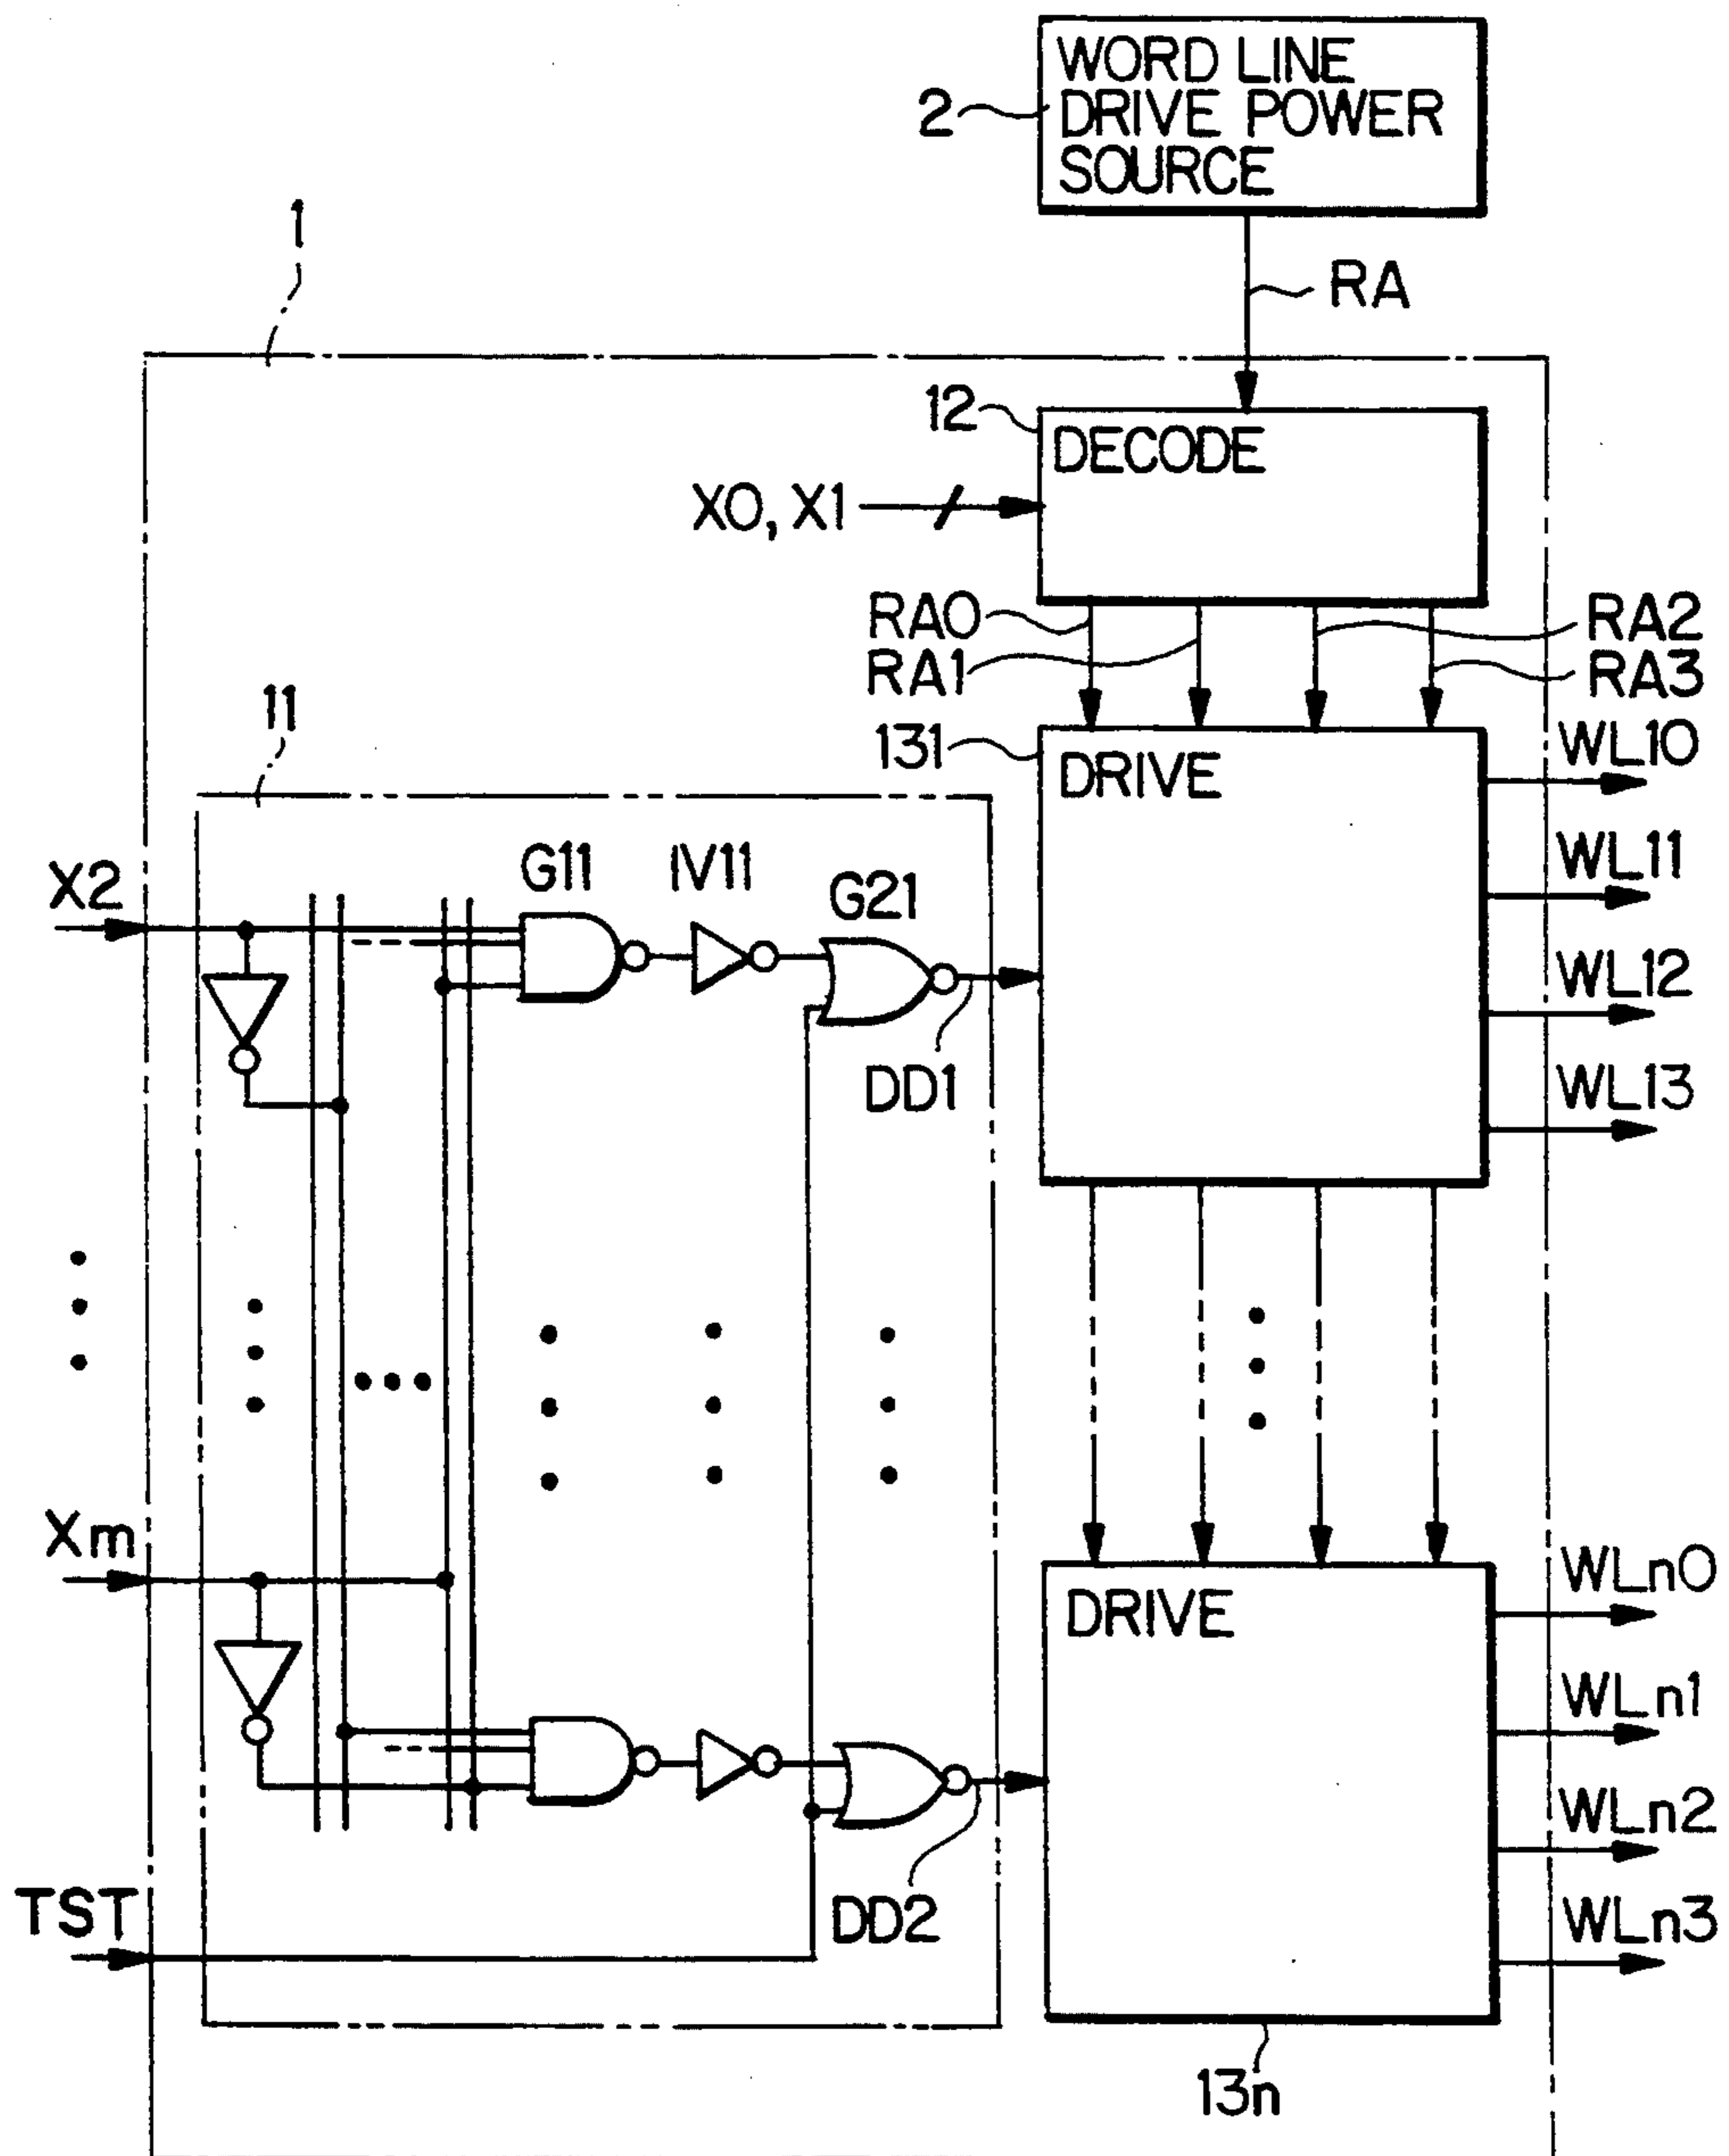 WORD LINE
DRIVE POWER
SOURCE
2
1
RA
12
DECODE
X0, X1
RA0
RA1
RA2
RA3
11
131
DRIVE
WL10
WL11
WL12
WL13
X2
G11
IV11
G21
DD1
Xm
DRIVE
WLn0
WLn1
WLn2
WLn3
TST
DD2
13n